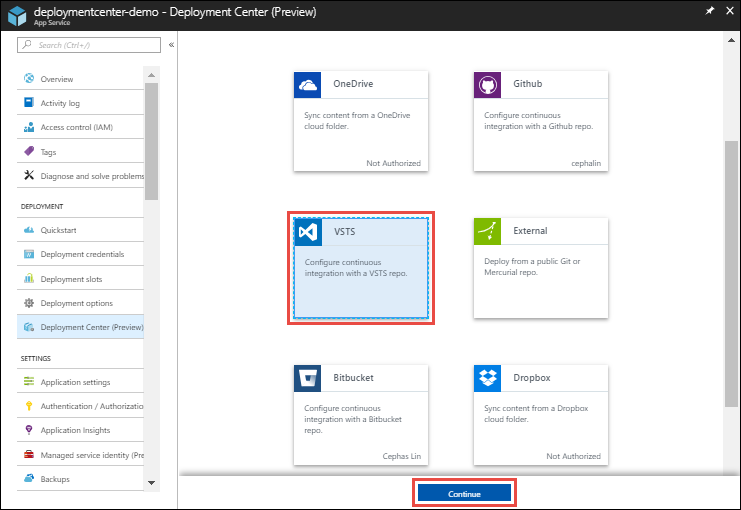 deploymentcenter-demo - Deployment Center (Preview)
App Service
Search (Ctrl+/)
Overview
Activity log
Access control (IAM)
Tags
Diagnose and solve problems
DEPLOYMENT
Quickstart
Deployment credentials
Deployment slots
Deployment options
Deployment Center (Preview)
SETTINGS
Application settings
Authentication / Authorizatio
Application Insights
Managed service identity (Pre
Backups
OneDrive
Sync content from a OneDrive
cloud folder.
Not Authorized
Github
Configure continuous
integration with a Github repo.
cephalin
VSTS
Configure continuous
integration with a VSTS repo.
External
Deploy from a public Git or
Mercurial repo.
Bitbucket
Configure continuous
integration with a Bitbucket
repo.
Cephas Lin
Dropbox
Sync content from a Dropbox
cloud folder.
Not Authorized
Continue